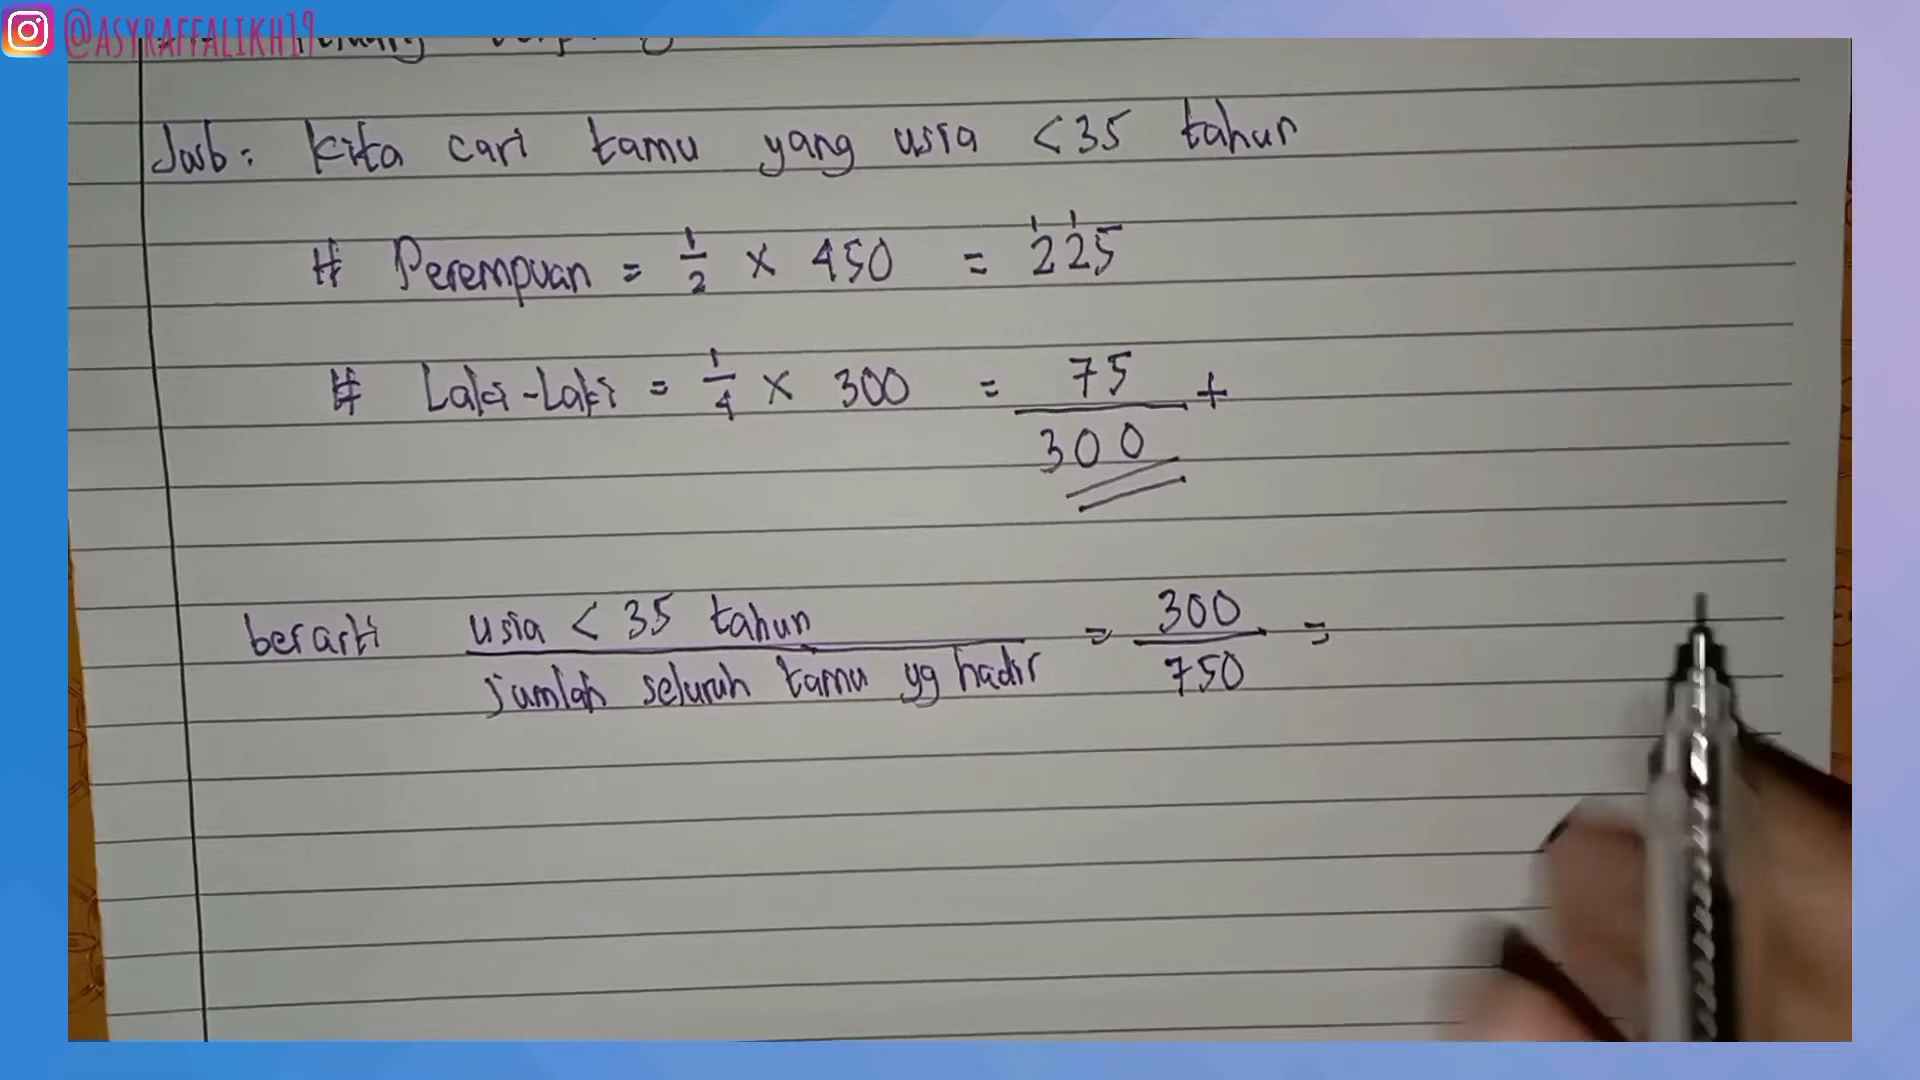 @ASYRAFFALIKH19
Jwb: Kita cari tamu yang usia < 35 tahun
# Perempuan = 1/2 × 450 = 225
# Laki-Laki = 1/4 × 300 = 75 +
300
berarti usia < 35 tahun / jumlah seluruh tamu yg hadir = 300/750 =